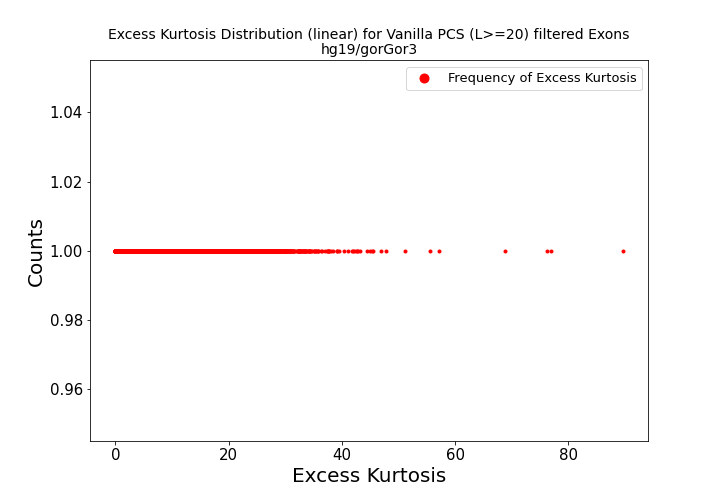 Excess Kurtosis Distribution (linear) for Vanilla PCS (L>=20) filtered Exons
hg19/gorGor3
Frequency of Excess Kurtosis
1.04
1.02
1.00
0.98
0.96
Counts
0 20 40 60 80
Excess Kurtosis